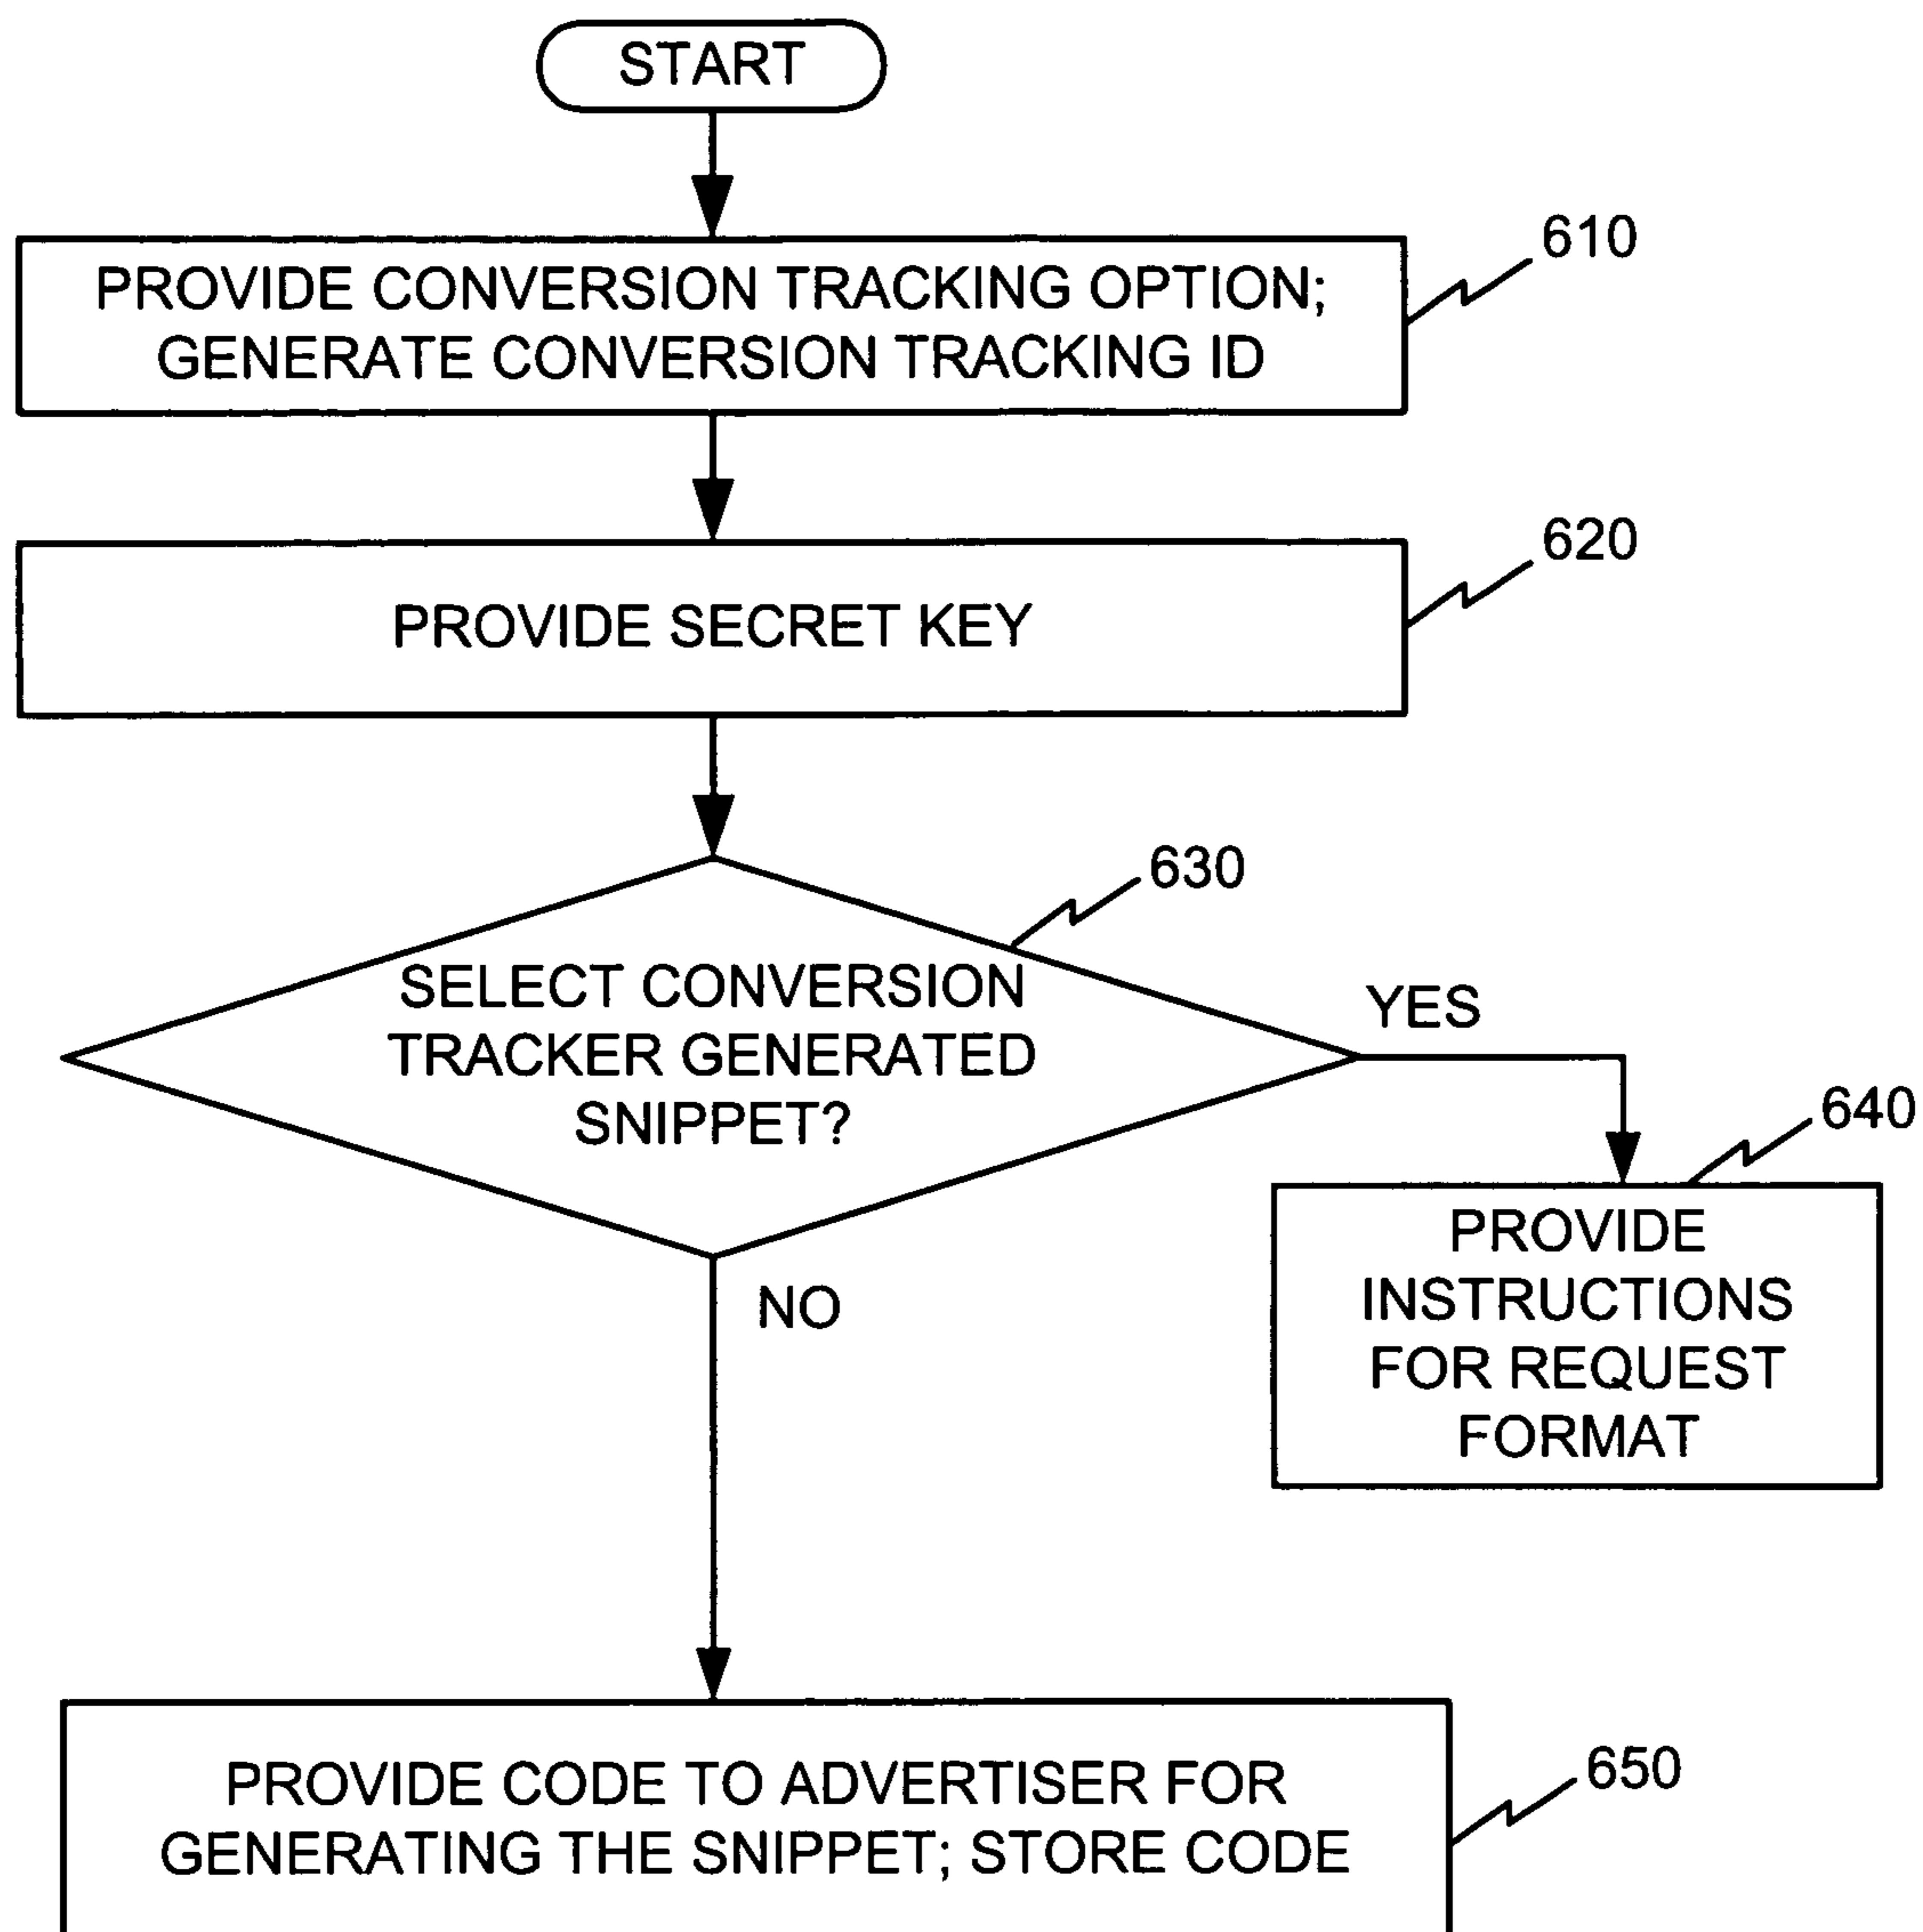 START
610
PROVIDE CONVERSION TRACKING OPTION;
GENERATE CONVERSION TRACKING ID
620
PROVIDE SECRET KEY
630
SELECT CONVERSION
TRACKER GENERATED
SNIPPET?
YES
640
PROVIDE
INSTRUCTIONS
FOR REQUEST
FORMAT
NO
650
PROVIDE CODE TO ADVERTISER FOR
GENERATING THE SNIPPET; STORE CODE